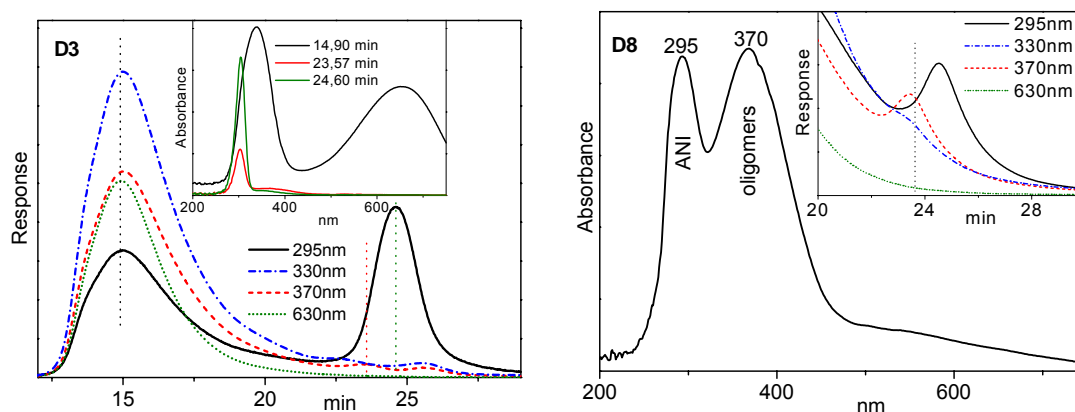 D3
Response
15
20
min
25
295nm
330nm
370nm
630nm
Absorbance
14,90 min
23,57 min
24,60 min
200
400
600
nm
D8
Absorbance
295
370
ANI
oligomers
200
400
nm
600
Response
295nm
330nm
370nm
630nm
20
24
min
28